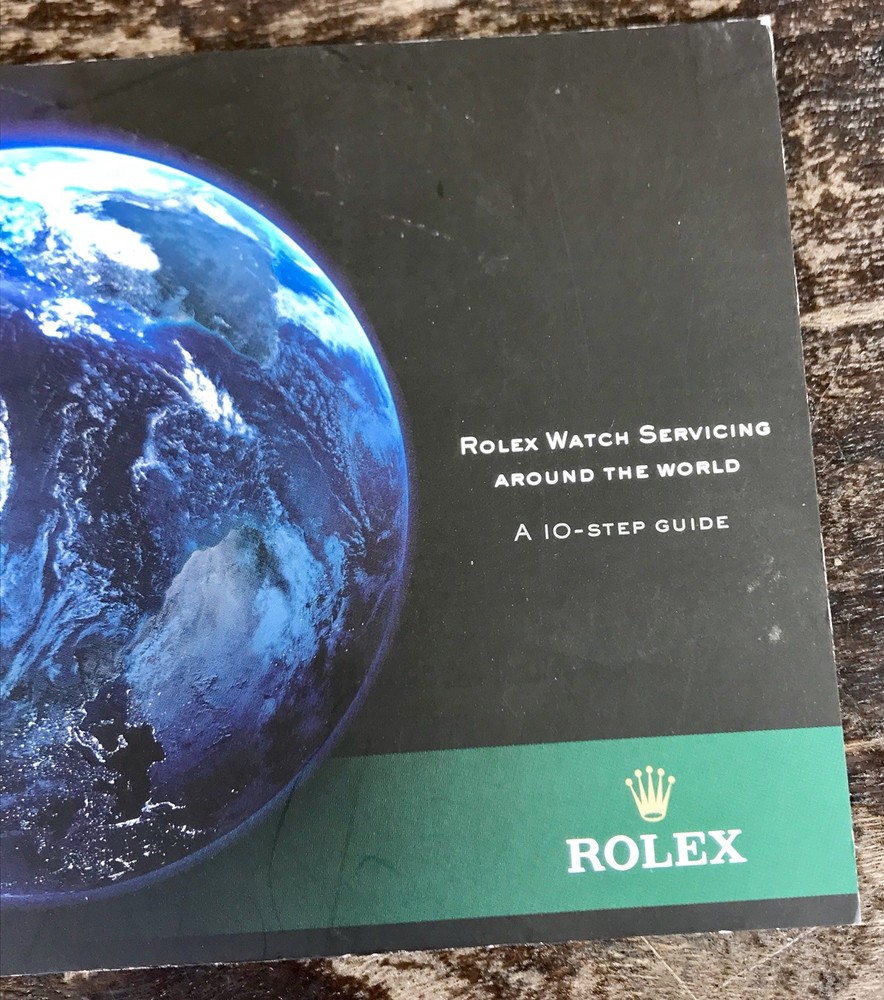 Rolex Watch Servicing
around the world
A 10-step guide
ROLEX